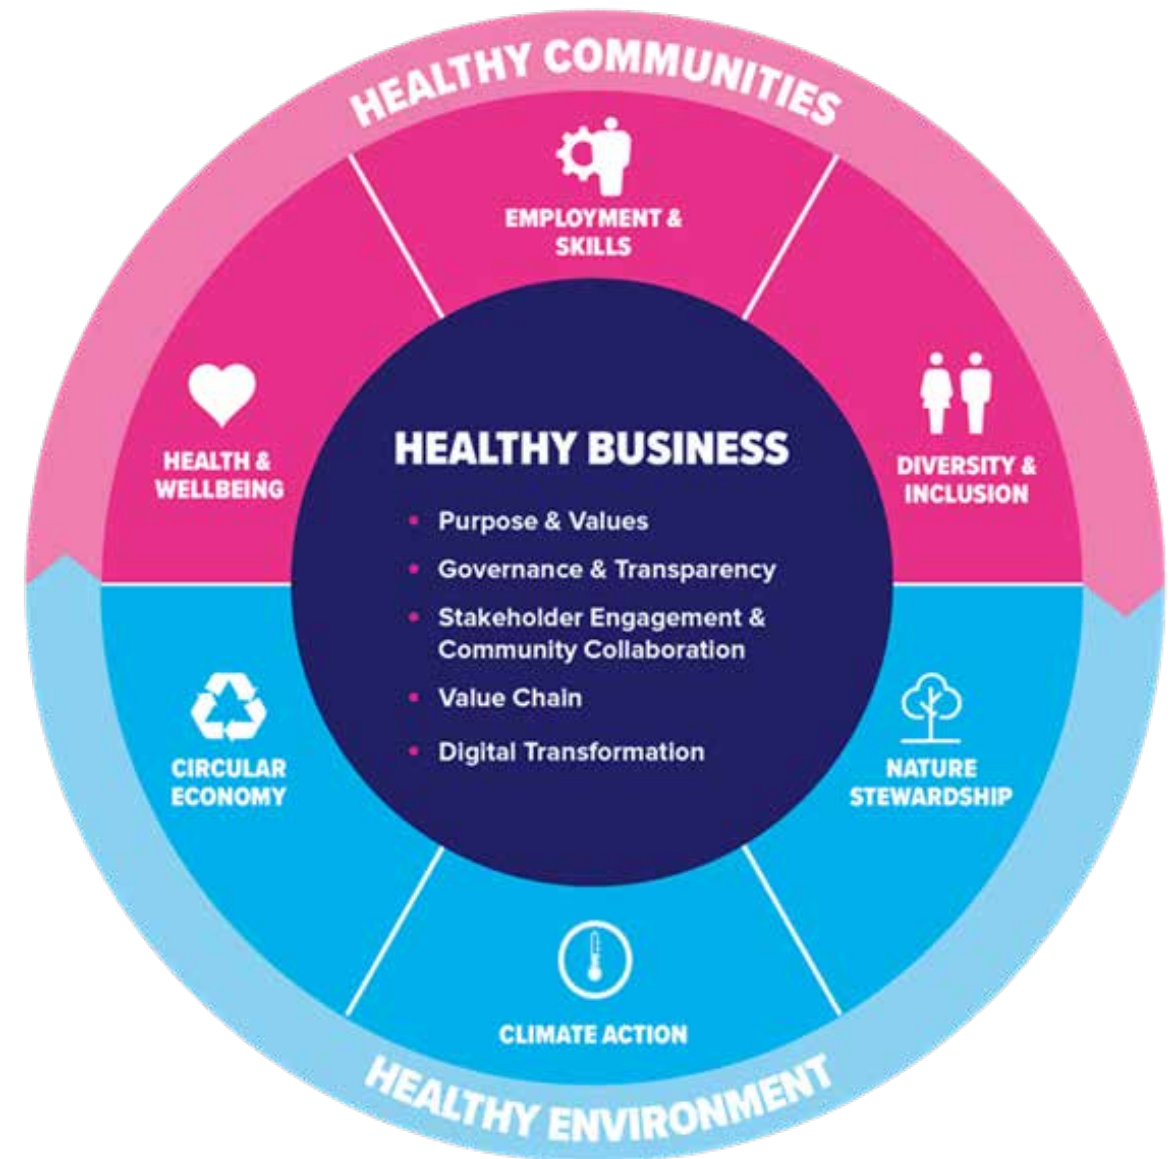 HEALTHY COMMUNITIES
EMPLOYMENT &
SKILLS
HEALTH &
WELLBEING
DIVERSITY &
INCLUSION
HEALTHY BUSINESS
• Purpose & Values
• Governance & Transparency
• Stakeholder Engagement &
Community Collaboration
• Value Chain
• Digital Transformation
CIRCULAR
ECONOMY
NATURE
STEWARDSHIP
CLIMATE ACTION
HEALTHY ENVIRONMENT